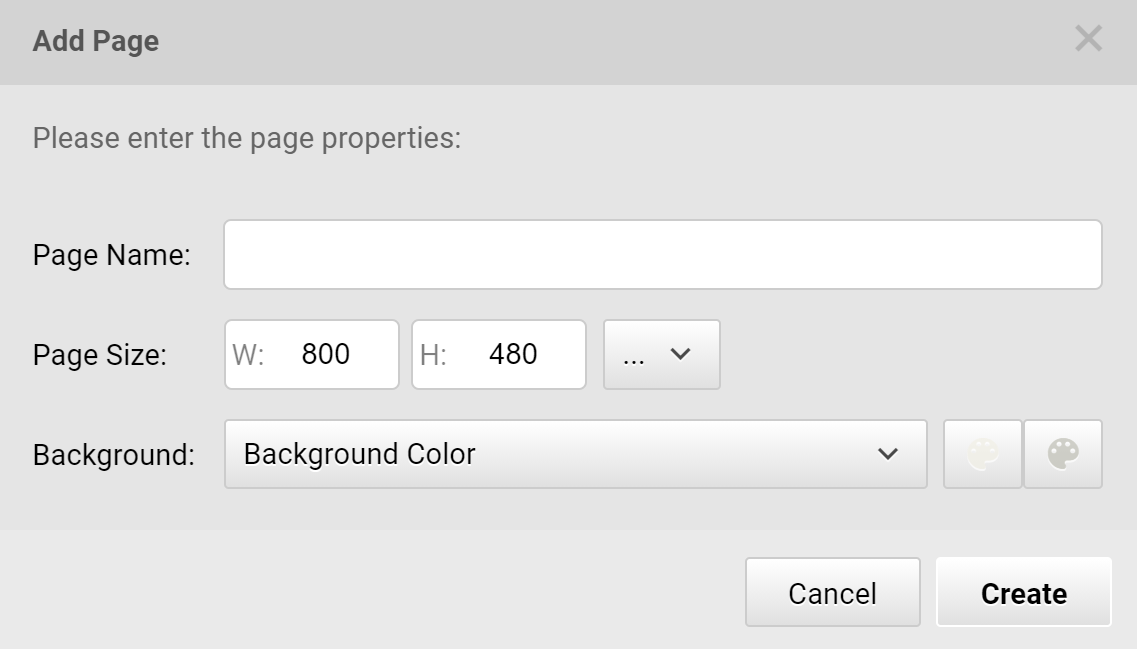 Add Page
Please enter the page properties:
Page Name:
Page Size: W: 800 H: 480 ...
Background: Background Color
Cancel Create